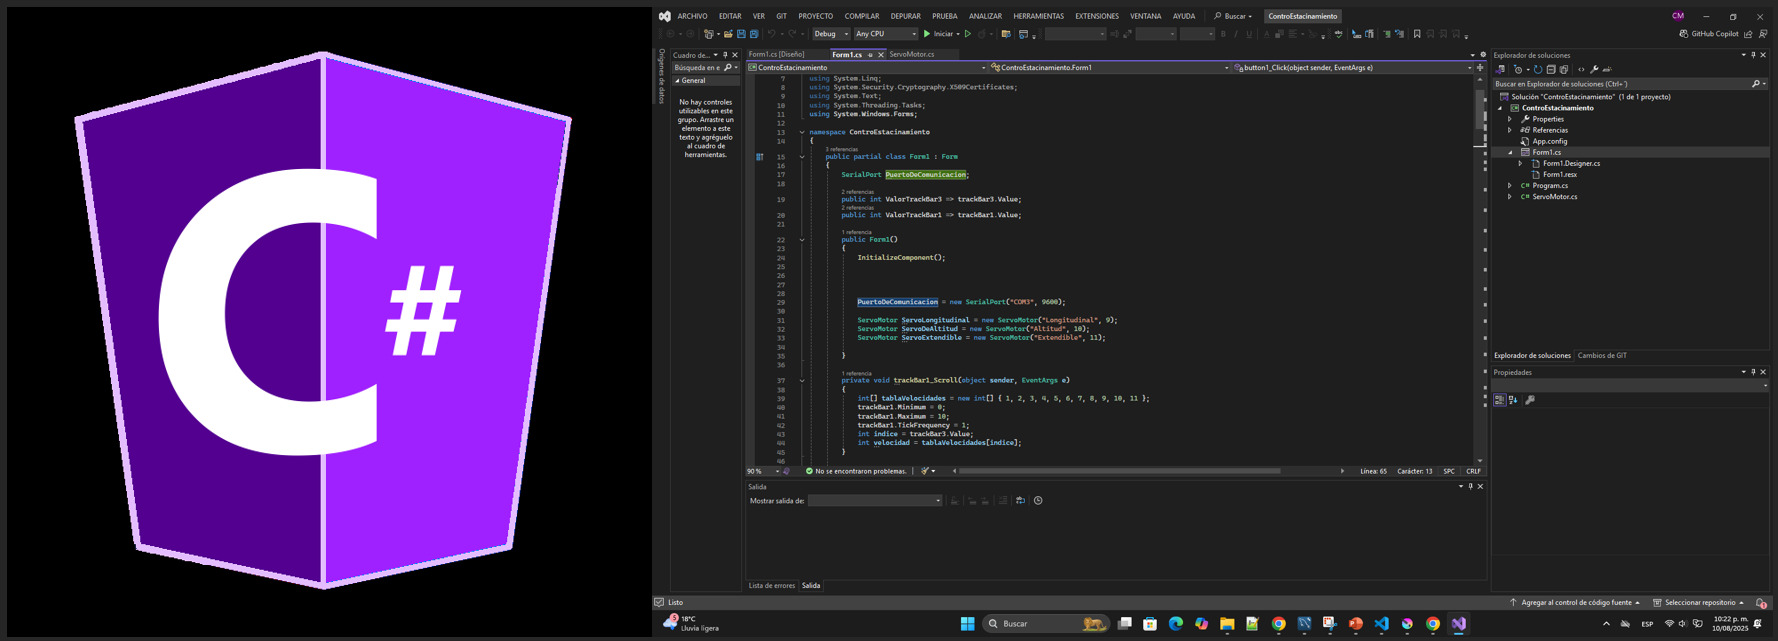 C#
ARCHIVO EDITAR VER GIT PROYECTO COMPILAR DEPURAR PRUEBA ANALIZAR HERRAMIENTAS EXTENSIONES VENTANA AYUDA Buscar ControEstacinamiento CM
Debug Any CPU Iniciar GitHub Copilot
Orígenes de datos
Cuadro de...
Búsqueda en e
General
No hay controles
utilizables en este
grupo. Arrastre un
elemento a este
texto y agréguelo
al cuadro de
herramientas.
Form1.cs [Diseño] Form1.cs ServoMotor.cs
ControEstacinamiento ControEstacinamiento.Form1 button1_Click(object sender, EventArgs e)
7 using System.Linq;
8 using System.Security.Cryptography.X509Certificates;
9 using System.Text;
10 using System.Threading.Tasks;
11 using System.Windows.Forms;
12
13 namespace ControEstacinamiento
14 {
3 referencias
15 public partial class Form1 : Form
16 {
17 SerialPort PuertoDeComunicacion;
18
2 referencias
19 public int ValorTrackBar3 => trackBar3.Value;
2 referencias
20 public int ValorTrackBar1 => trackBar1.Value;
21
1 referencia
22 public Form1()
23 {
24 InitializeComponent();
25
26
27
28
29 PuertoDeComunicacion = new SerialPort("COM3", 9600);
30
31 ServoMotor ServoLongitudinal = new ServoMotor("Longitudinal", 9);
32 ServoMotor ServoDeAltitud = new ServoMotor("Altitud", 10);
33 ServoMotor ServoExtendible = new ServoMotor("Extendible", 11);
34
35 }
36
1 referencia
37 private void trackBar1_Scroll(object sender, EventArgs e)
38 {
39 int[] tablaVelocidades = new int[] { 1, 2, 3, 4, 5, 6, 7, 8, 9, 10, 11 };
40 trackBar1.Minimum = 0;
41 trackBar1.Maximum = 10;
42 trackBar1.TickFrequency = 1;
43 int indice = trackBar3.Value;
44 int velocidad = tablaVelocidades[indice];
45 }
46
90 % No se encontraron problemas. Línea: 65 Carácter: 13 SPC CRLF
Salida
Mostrar salida de:
Lista de errores Salida
Explorador de soluciones
Buscar en Explorador de soluciones (Ctrl+´)
Solución "ControEstacinamiento" (1 de 1 proyecto)
ControEstacinamiento
Properties
Referencias
App.config
Form1.cs
Form1.Designer.cs
Form1.resx
Program.cs
ServoMotor.cs
Explorador de soluciones Cambios de GIT
Propiedades
Listo Agregar al control de código fuente Seleccionar repositorio 1
5 18°C
Lluvia ligera
Buscar
ESP
10:22 p. m.
10/08/2025